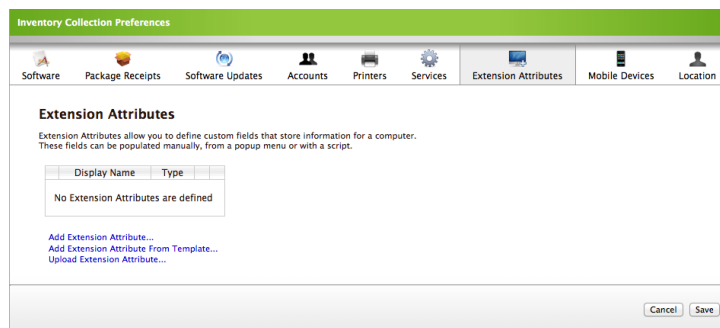 Inventory Collection Preferences
Software Package Receipts Software Updates Accounts Printers Services Extension Attributes Mobile Devices Location
Extension Attributes
Extension Attributes allow you to define custom fields that store information for a computer.
These fields can be populated manually, from a popup menu or with a script.
Display Name Type
No Extension Attributes are defined
Add Extension Attribute...
Add Extension Attribute From Template...
Upload Extension Attribute...
Cancel Save